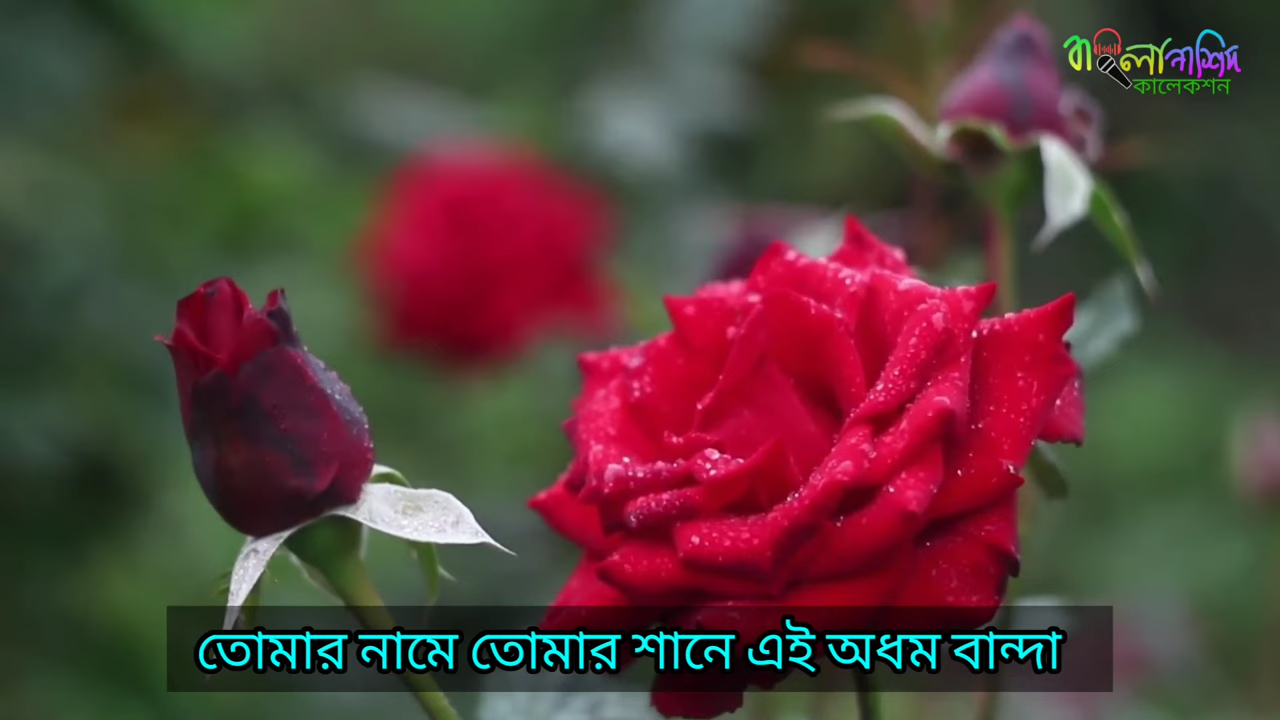 বাংলা নাশিদ
কালেকশন
তোমার নামে তোমার শানে এই অধম বান্দা